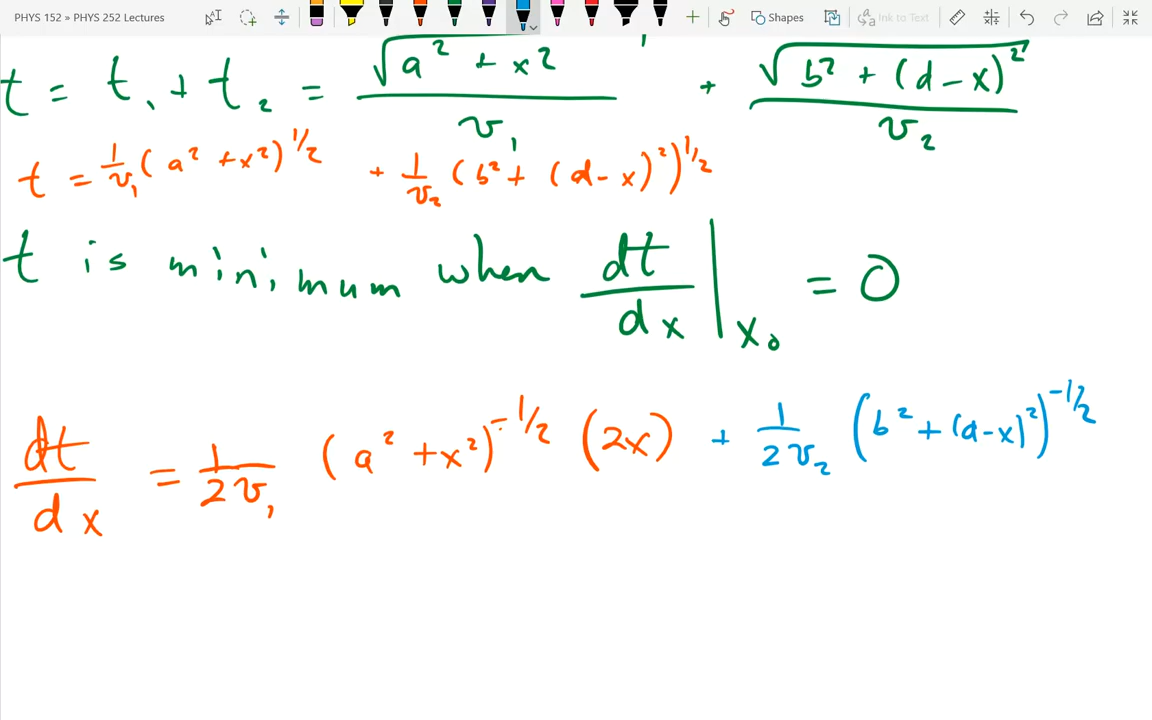 PHYS 152 » PHYS 252 Lectures Shapes Ink to Text
t = t₁ + t₂ = √(a² + x²) / v₁ + √(b² + (d - x)²) / v₂
t = 1/v₁ (a² + x²)^1/2 + 1/v₂ (b² + (d - x)²)^1/2
t is minimum when dt/dx |x₀ = 0
dt/dx = 1/2v₁ (a² + x²)^-1/2 (2x) + 1/2v₂ (b² + (d - x)²)^-1/2